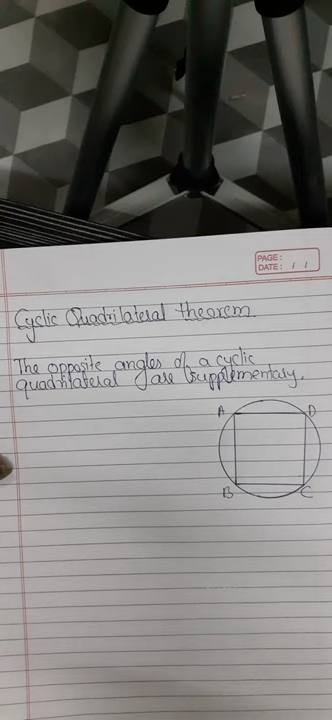 PAGE:
DATE: / /
Cyclic Quadrilateral theorem
The opposite angles of a cyclic
quadrilateral are supplementary.
A D
B C